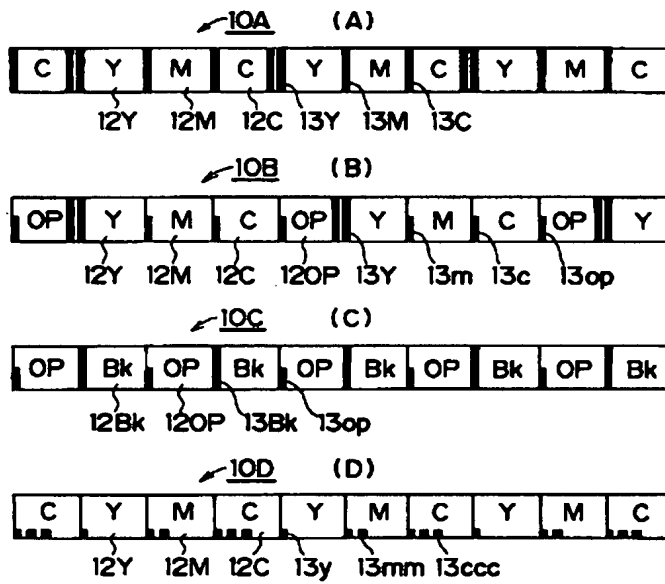 10A (A)
C Y M C Y M C Y M C
12Y 12M 12C 13Y 13M 13C
10B (B)
OP Y M C OP Y M C OP Y
12Y 12M 12C 12OP 13Y 13m 13c 13op
10C (C)
OP Bk OP Bk OP Bk OP Bk OP Bk
12Bk 12OP 13Bk 13op
10D (D)
C Y M C Y M C Y M C
12Y 12M 12C 13y 13mm 13ccc